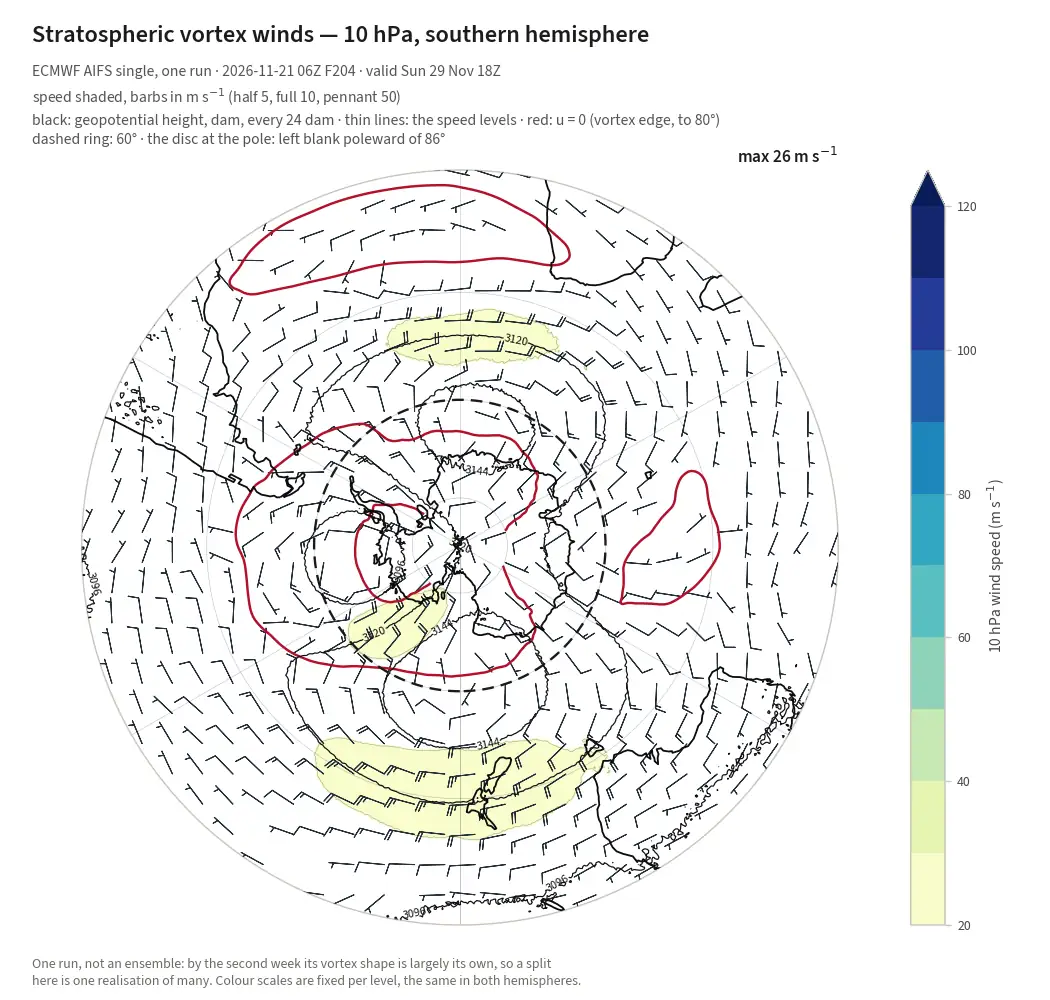 Stratospheric vortex winds — 10 hPa, southern hemisphere
ECMWF AIFS single, one run · 2026-11-21 06Z F204 · valid Sun 29 Nov 18Z
speed shaded, barbs in m s⁻¹ (half 5, full 10, pennant 50)
black: geopotential height, dam, every 24 dam · thin lines: the speed levels · red: u = 0 (vortex edge, to 80°)
dashed ring: 60° · the disc at the pole: left blank poleward of 86°
max 26 m s⁻¹
120
100
80
60
40
20
10 hPa wind speed (m s⁻¹)
3120
3144
3096
3096
3120
3144
3144
3096
3096
One run, not an ensemble: by the second week its vortex shape is largely its own, so a split
here is one realisation of many. Colour scales are fixed per level, the same in both hemispheres.